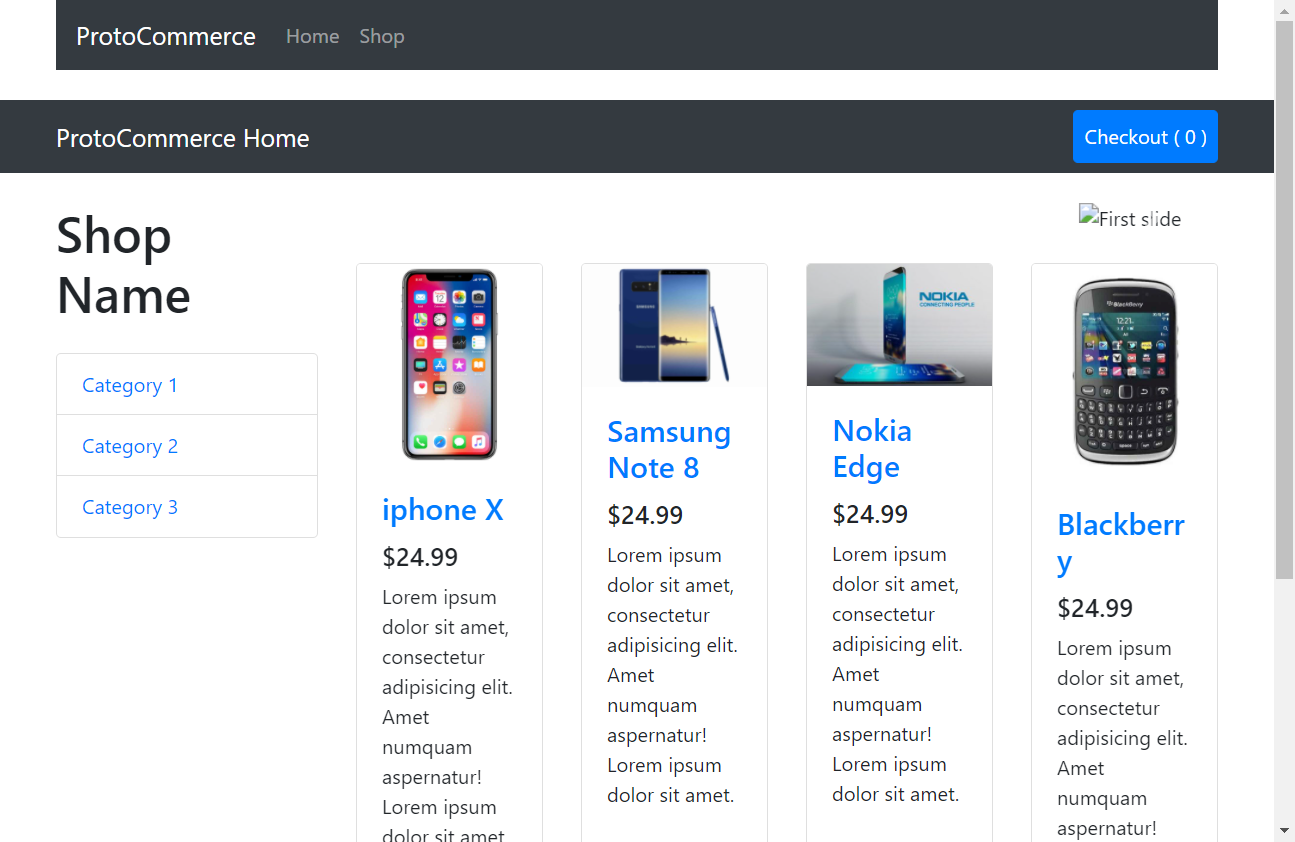 ProtoCommerce Home Shop
ProtoCommerce Home
Checkout ( 0 )
Shop
Name
Category 1
Category 2
Category 3
First slide
iphone X
$24.99
Lorem ipsum
dolor sit amet,
consectetur
adipisicing elit.
Amet
numquam
aspernatur!
Lorem ipsum
dolor sit amet.
Samsung
Note 8
$24.99
Lorem ipsum
dolor sit amet,
consectetur
adipisicing elit.
Amet
numquam
aspernatur!
Lorem ipsum
dolor sit amet.
NOKIA
CONNECTING PEOPLE
Nokia
Edge
$24.99
Lorem ipsum
dolor sit amet,
consectetur
adipisicing elit.
Amet
numquam
aspernatur!
Lorem ipsum
dolor sit amet.
BlackBerry
12:21
Blackberr
y
$24.99
Lorem ipsum
dolor sit amet,
consectetur
adipisicing elit.
Amet
numquam
aspernatur!